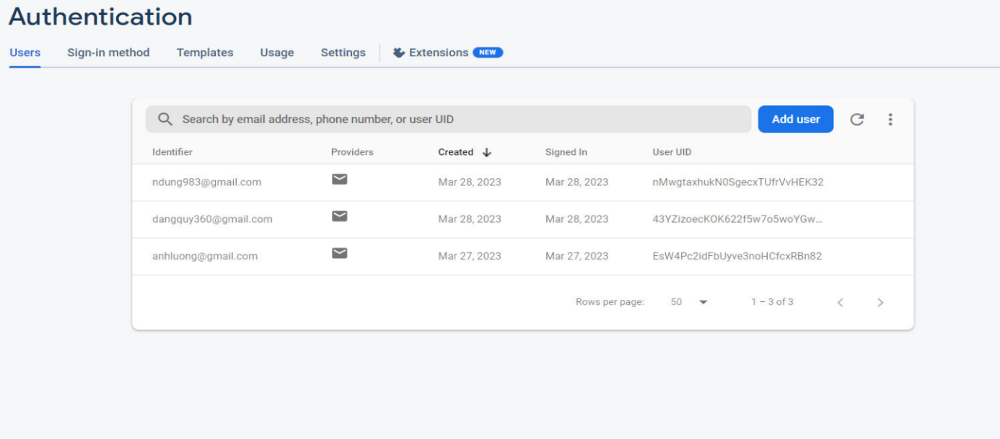 Authentication
Users Sign-in method Templates Usage Settings Extensions NEW
Search by email address, phone number, or user UID Add user
Identifier Providers Created Signed In User UID
ndung983@gmail.com Mar 28, 2023 Mar 28, 2023 nMwgtaxhukN0SgecxTUfrVvHEK32
dangquy360@gmail.com Mar 28, 2023 Mar 28, 2023 43YZizoecKOK622f5w7o5woYGw...
anhluong@gmail.com Mar 27, 2023 Mar 27, 2023 EsW4Pc2idFbUyve3noHCfcxRBn82
Rows per page: 50 1 – 3 of 3